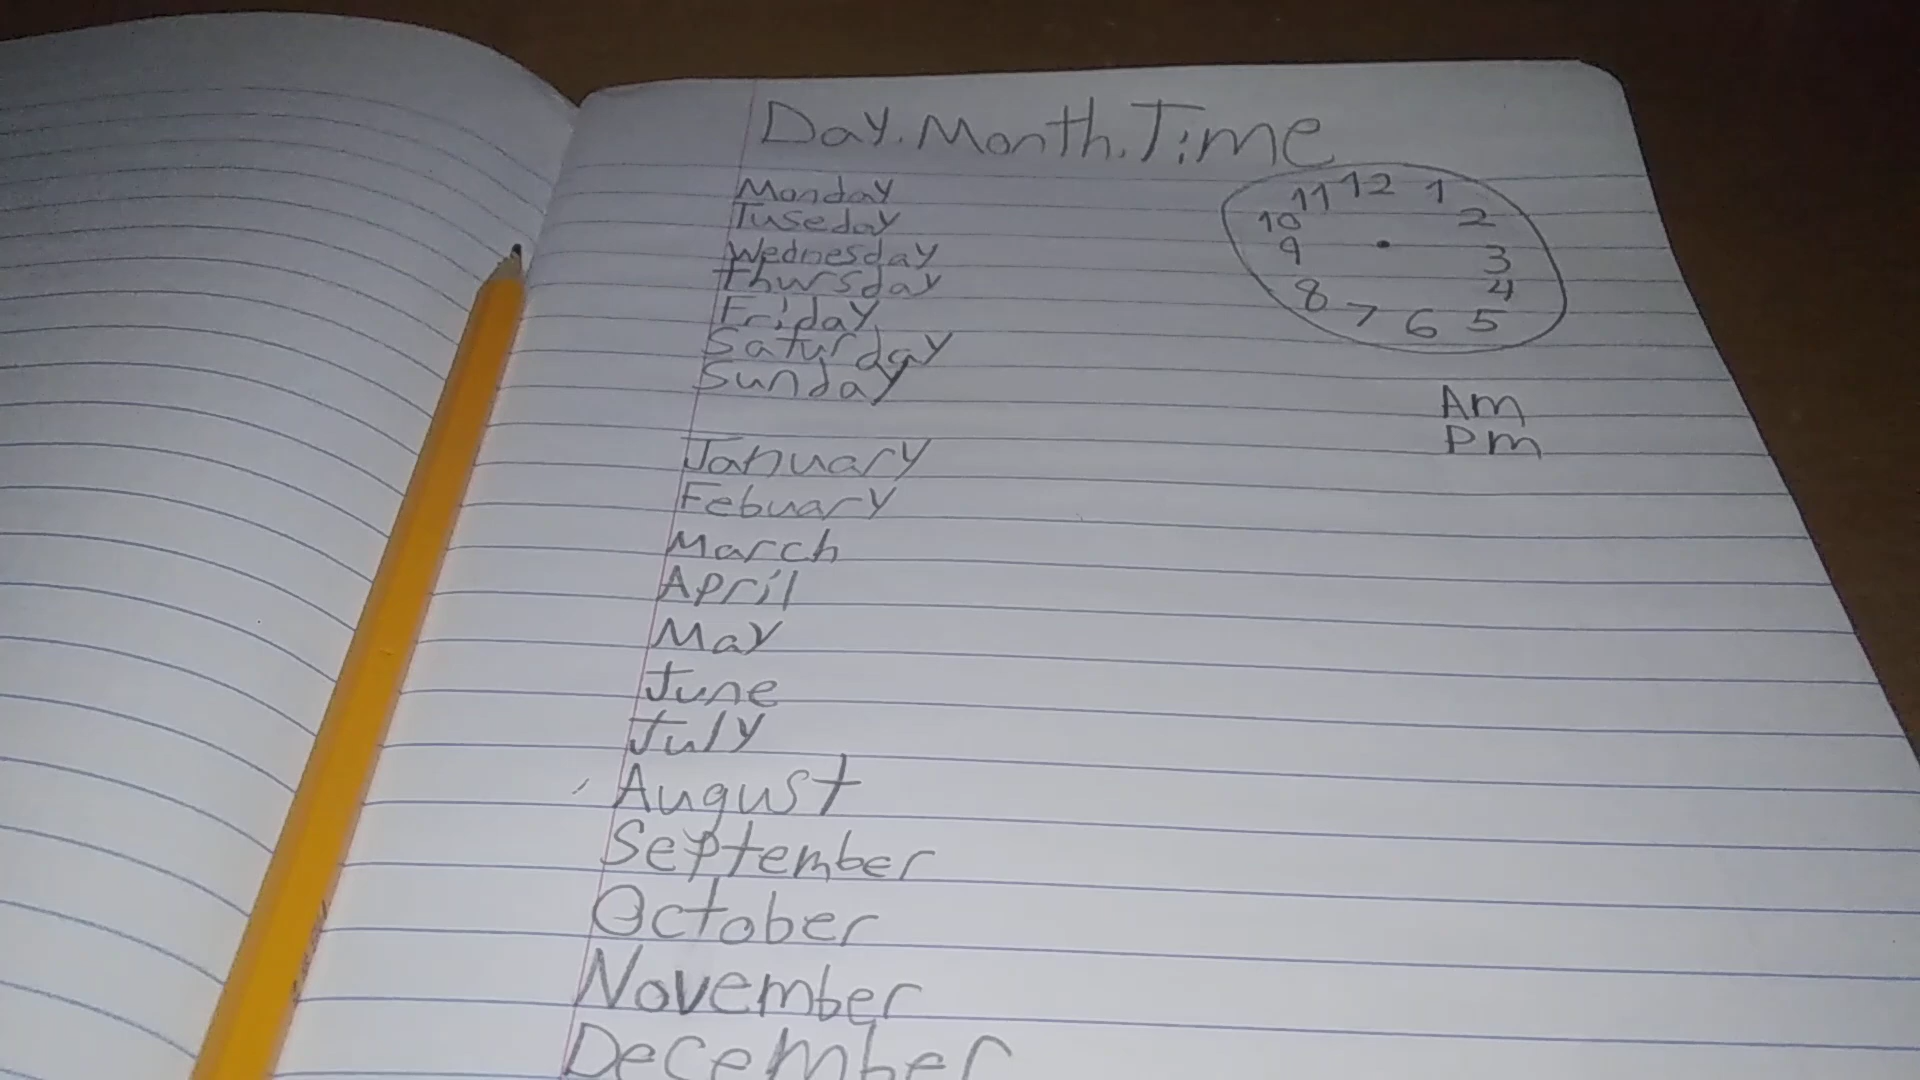 Day.Month.Time
Monday
Tuseday
Wednesday
Thursday
Friday
Saturday
Sunday
11 12 1
10 2
9 3
8 4
7 6 5
Am
Pm
January
Febuary
March
April
May
June
July
August
September
October
November
December